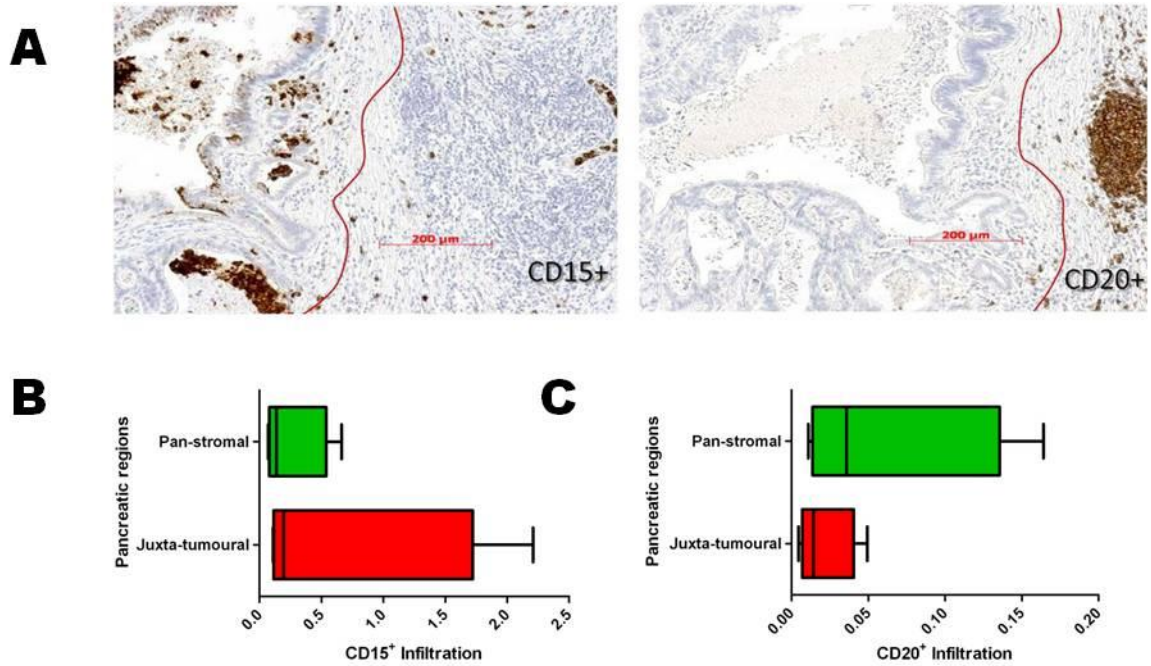 A
200 µm
CD15+
200 µm
CD20+
B
Pancreatic regions
Pan-stromal
Juxta-tumoural
0.0 0.5 1.0 1.5 2.0 2.5
CD15⁺ Infiltration
C
Pancreatic regions
Pan-stromal
Juxta-tumoural
0.00 0.05 0.10 0.15 0.20
CD20⁺ Infiltration